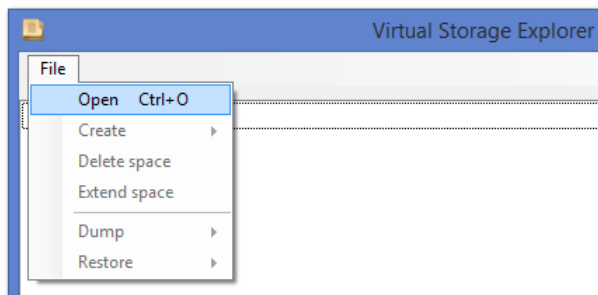 Virtual Storage Explorer
File
Open Ctrl+O
Create
Delete space
Extend space
Dump
Restore